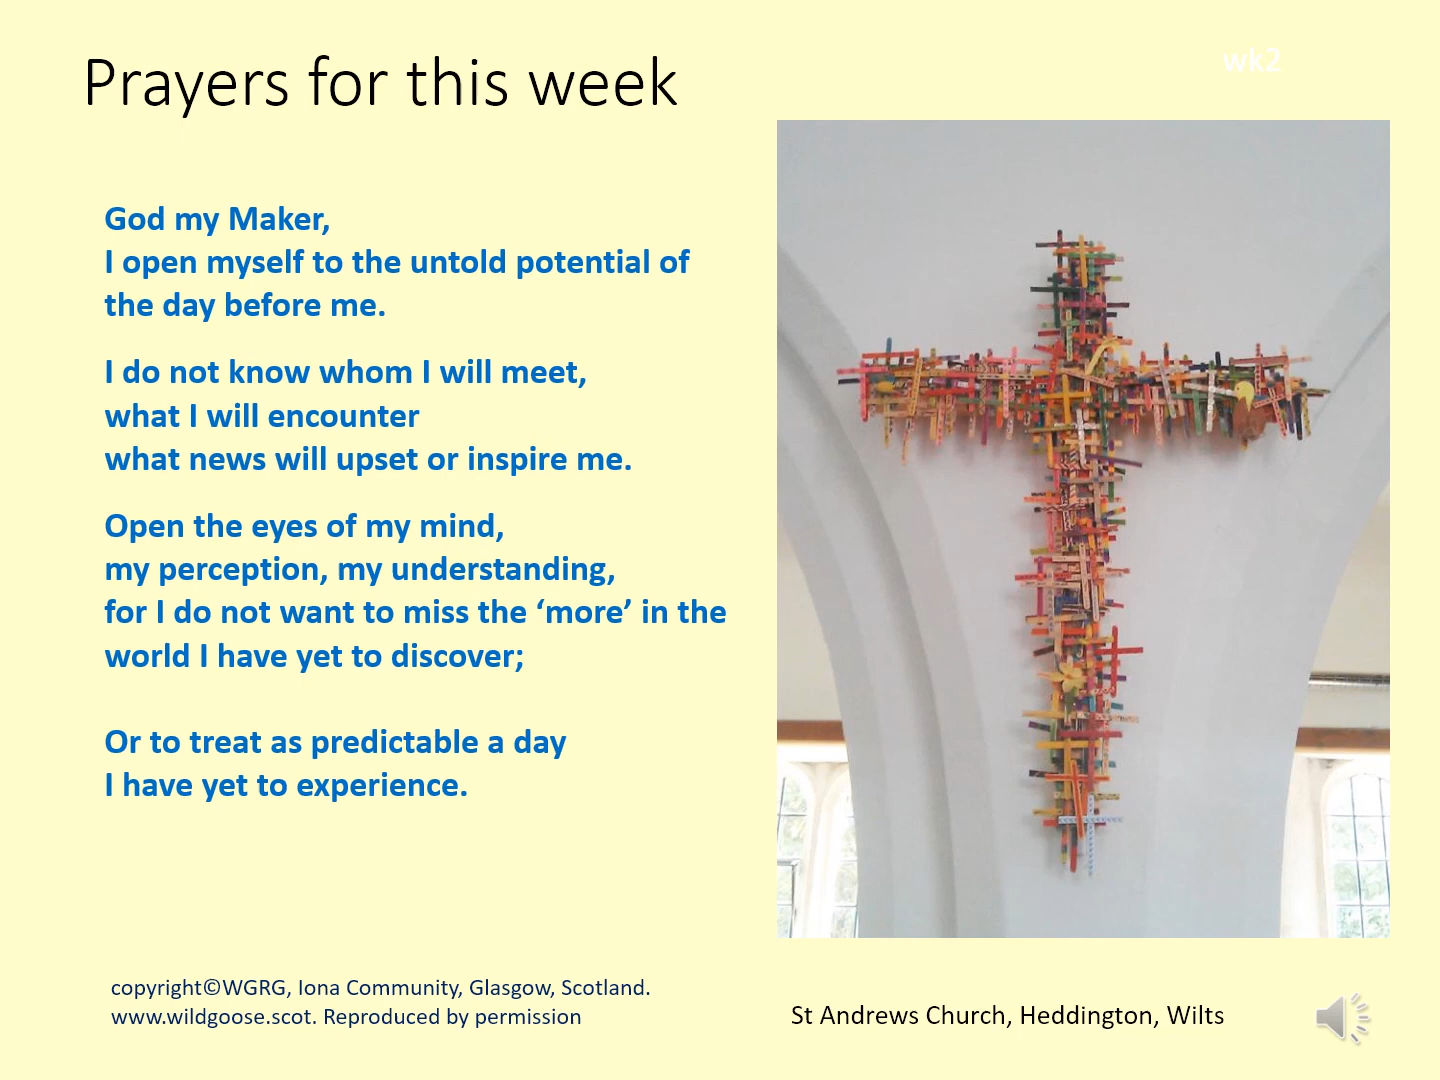 Prayers for this week
wk2
God my Maker,
I open myself to the untold potential of
the day before me.
I do not know whom I will meet,
what I will encounter
what news will upset or inspire me.
Open the eyes of my mind,
my perception, my understanding,
for I do not want to miss the ‘more’ in the
world I have yet to discover;
Or to treat as predictable a day
I have yet to experience.
copyright©WGRG, Iona Community, Glasgow, Scotland.
www.wildgoose.scot. Reproduced by permission
St Andrews Church, Heddington, Wilts